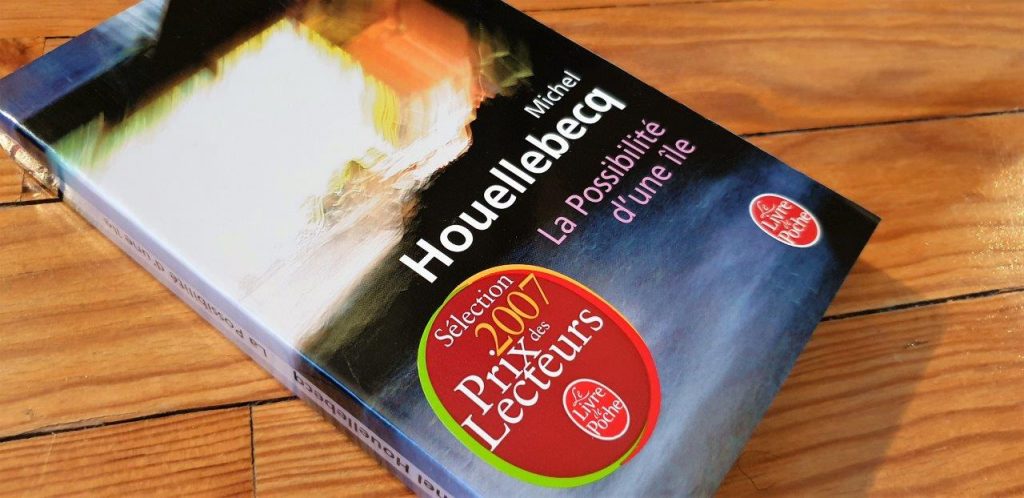 Michel
Houellebecq
La Possibilité
d'une île
Le
Livre
de
Poche
Sélection
2007
Prix des
Lecteurs
Le
Livre
de
Poche
La Possibilité d'une île
Houellebecq